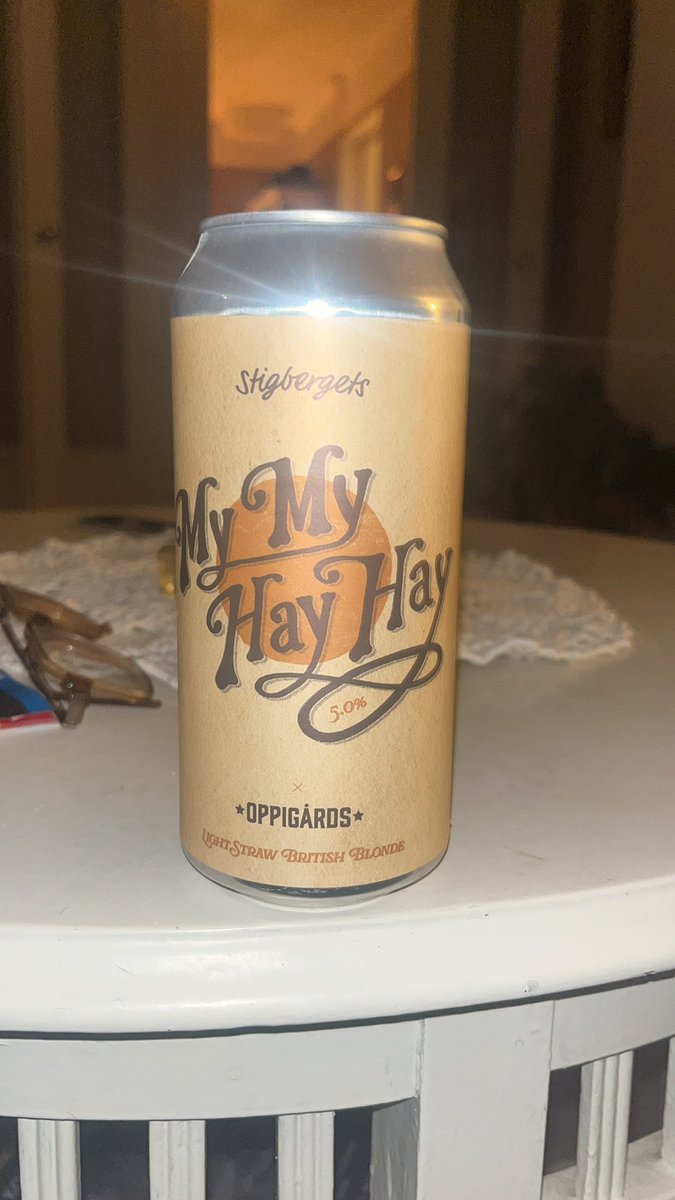 Stigbergets
My My
Hay Hay
5.0%
×
★OPPIGÅRDS★
LIGHT STRAW BRITISH BLONDE